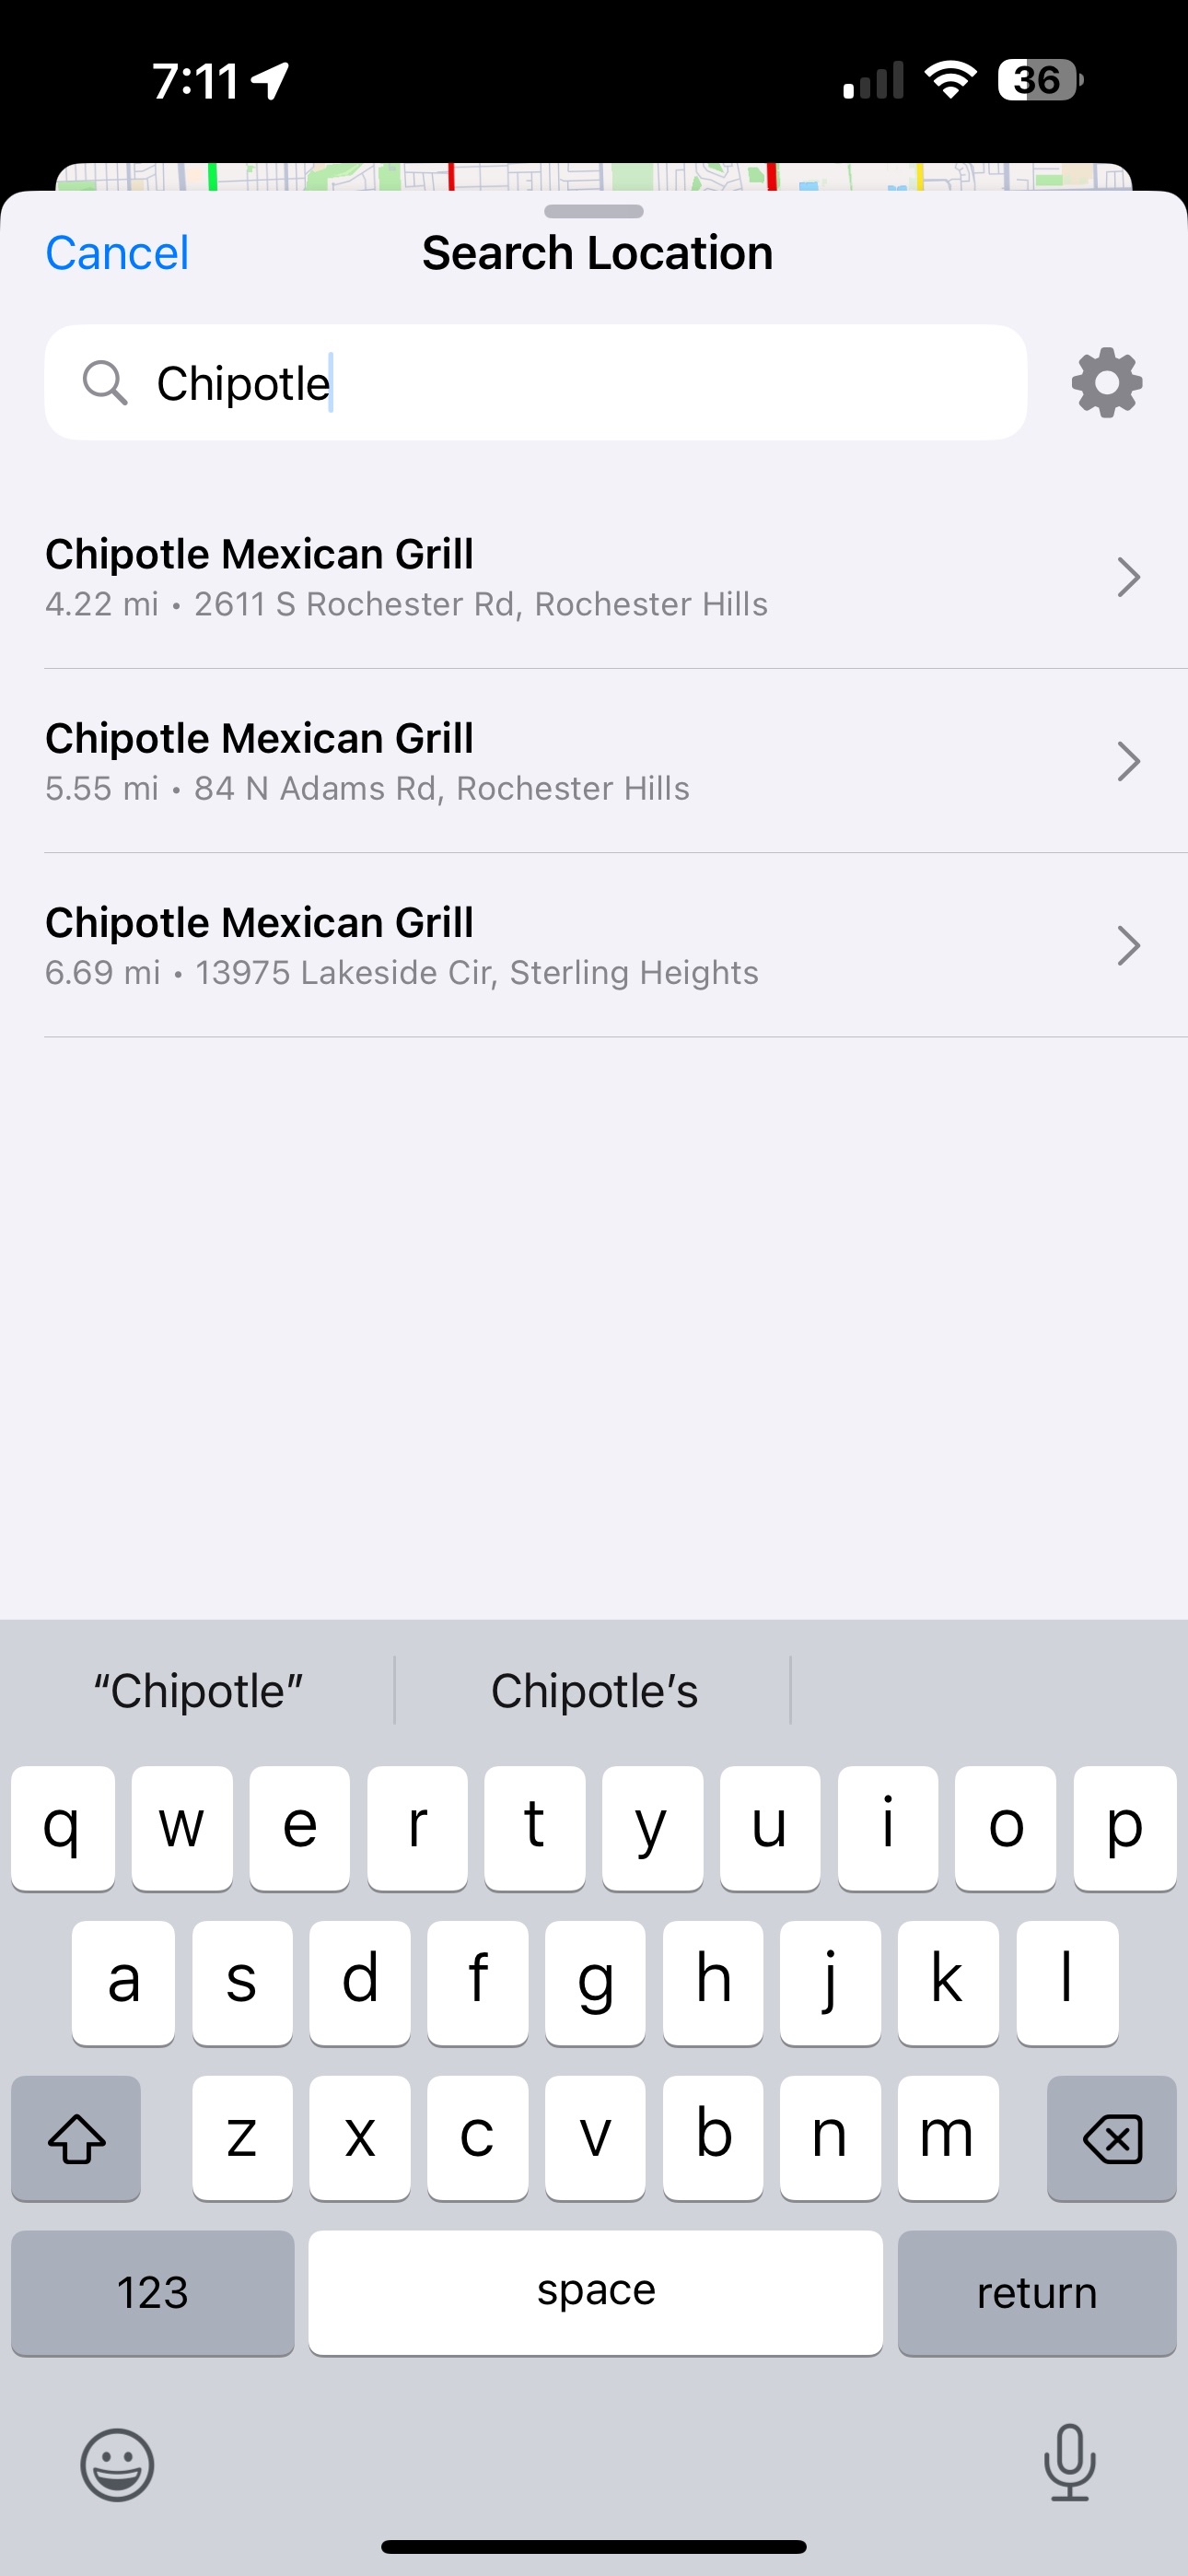 7:11
36
Cancel
Search Location
Chipotle
Chipotle Mexican Grill
4.22 mi • 2611 S Rochester Rd, Rochester Hills
Chipotle Mexican Grill
5.55 mi • 84 N Adams Rd, Rochester Hills
Chipotle Mexican Grill
6.69 mi • 13975 Lakeside Cir, Sterling Heights
“Chipotle” Chipotle’s
q w e r t y u i o p
a s d f g h j k l
z x c v b n m
123 space return